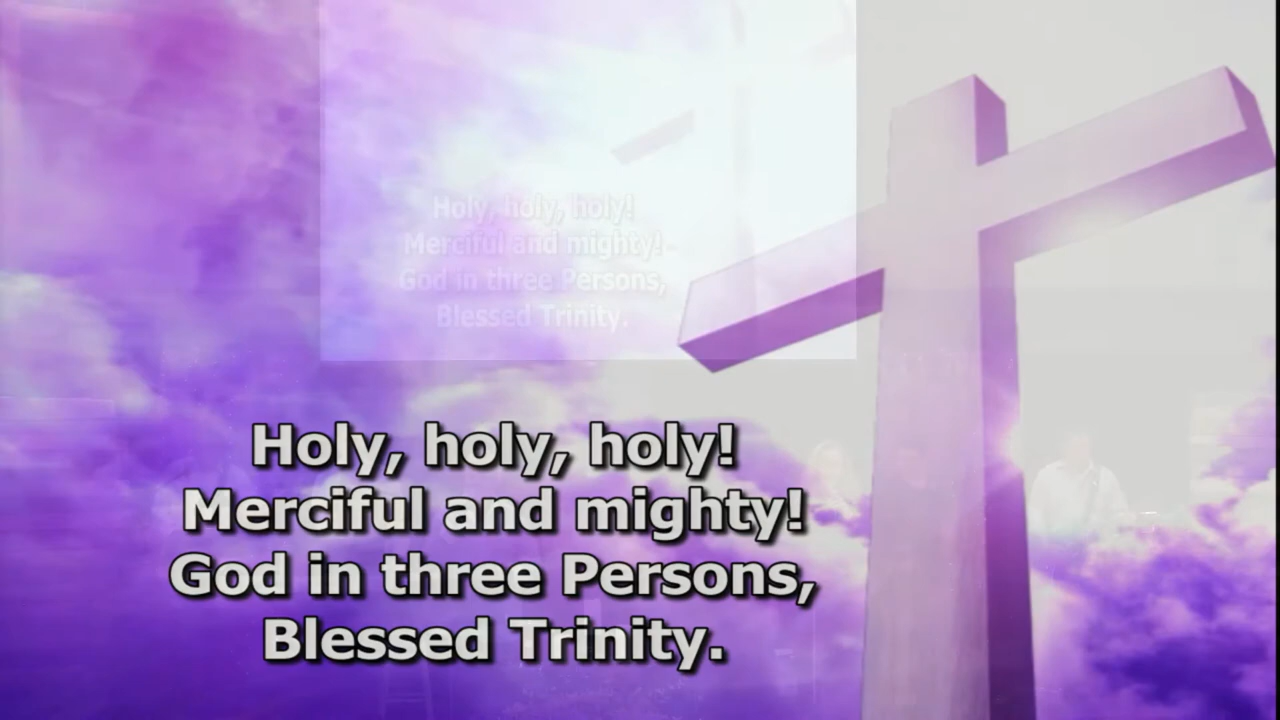 Holy, holy, holy!
Merciful and mighty!
God in three Persons,
Blessed Trinity.
Holy, holy, holy!
Merciful and mighty!
God in three Persons,
Blessed Trinity.